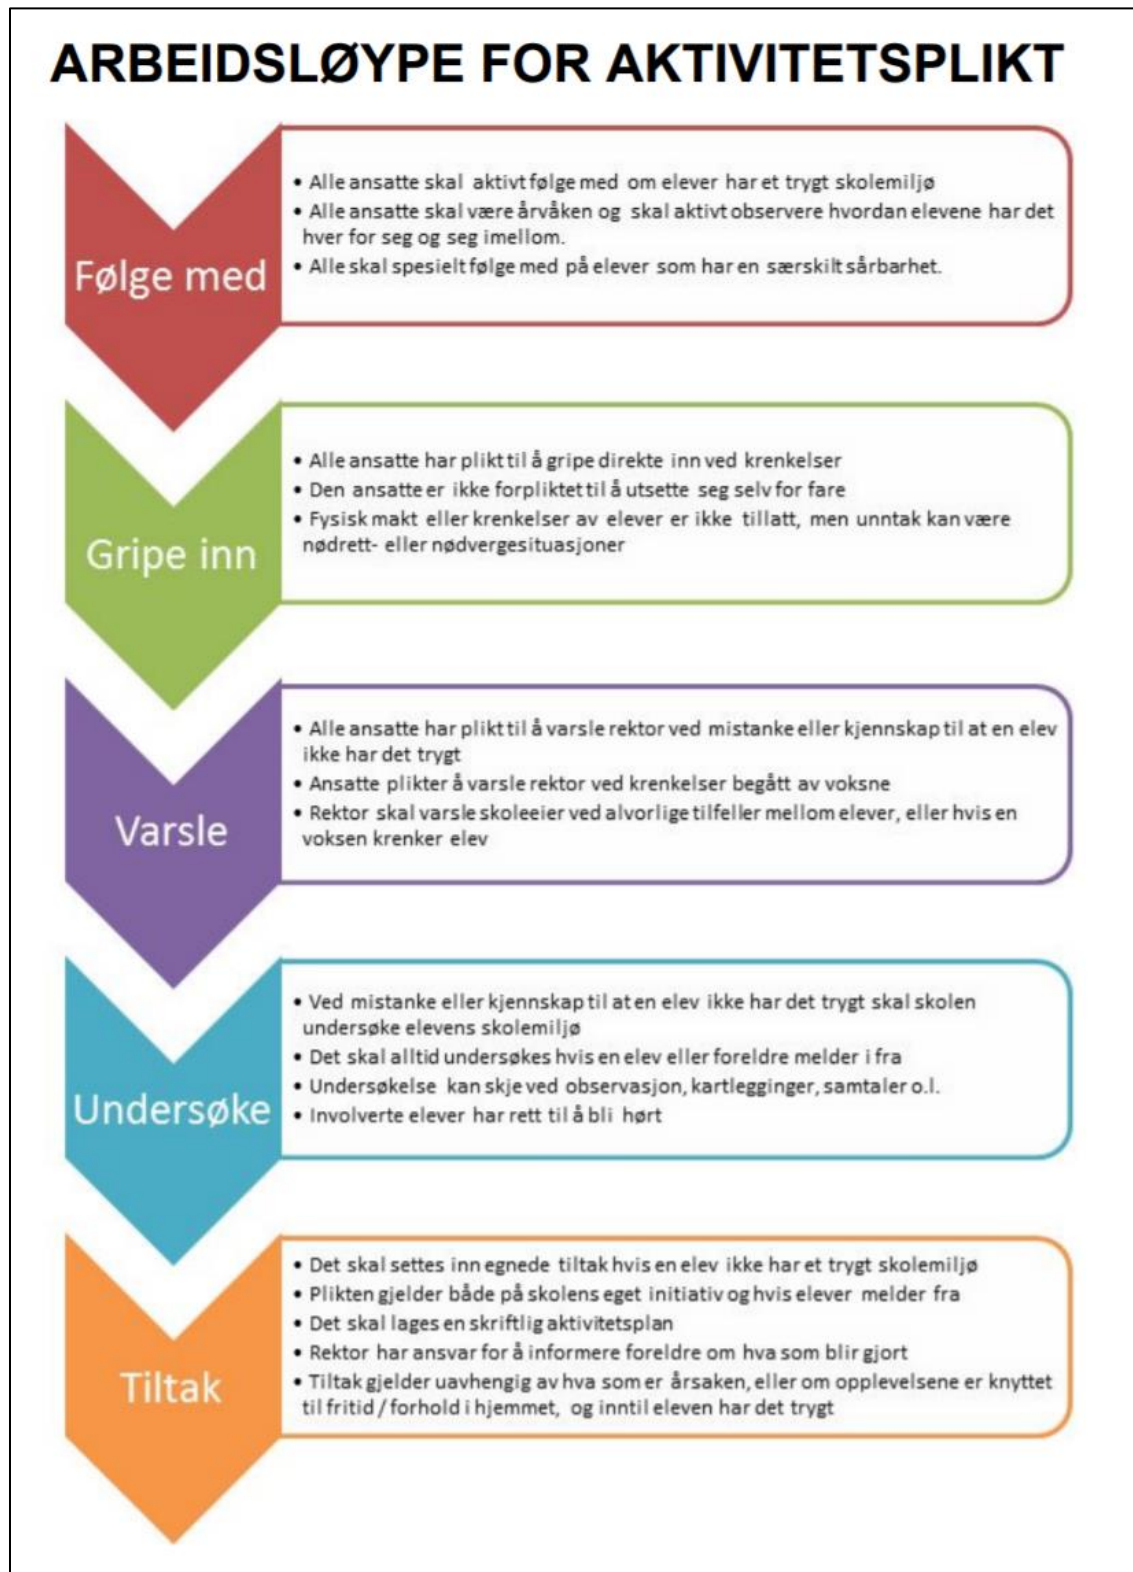 ARBEIDSLØYPE FOR AKTIVITETSPLIKT
Følge med
• Alle ansatte skal aktivt følge med om elever har et trygt skolemiljø
• Alle ansatte skal være årvåken og skal aktivt observere hvordan elevene har det
hver for seg og seg imellom.
• Alle skal spesielt følge med på elever som har en særskilt sårbarhet.
Gripe inn
• Alle ansatte har plikt til å gripe direkte inn ved krenkelser
• Den ansatte er ikke forpliktet til å utsette seg selv for fare
• Fysisk makt eller krenkelser av elever er ikke tillatt, men unntak kan være
nødrett- eller nødvergesituasjoner
Varsle
• Alle ansatte har plikt til å varsle rektor ved mistanke eller kjennskap til at en elev
ikke har det trygt
• Ansatte plikter å varsle rektor ved krenkelser begått av voksne
• Rektor skal varsle skoleeier ved alvorlige tilfeller mellom elever, eller hvis en
voksen krenker elev
Undersøke
• Ved mistanke eller kjennskap til at en elev ikke har det trygt skal skolen
undersøke elevens skolemiljø
• Det skal alltid undersøkes hvis en elev eller foreldre melder i fra
• Undersøkelse kan skje ved observasjon, kartlegginger, samtaler o.l.
• Involverte elever har rett til å bli hørt
Tiltak
• Det skal settes inn egnede tiltak hvis en elev ikke har et trygt skolemiljø
• Plikten gjelder både på skolens eget initiativ og hvis elever melder fra
• Det skal lages en skriftlig aktivitetsplan
• Rektor har ansvar for å informere foreldre om hva som blir gjort
• Tiltak gjelder uavhengig av hva som er årsaken, eller om opplevelsene er knyttet
til fritid / forhold i hjemmet, og inntil eleven har det trygt